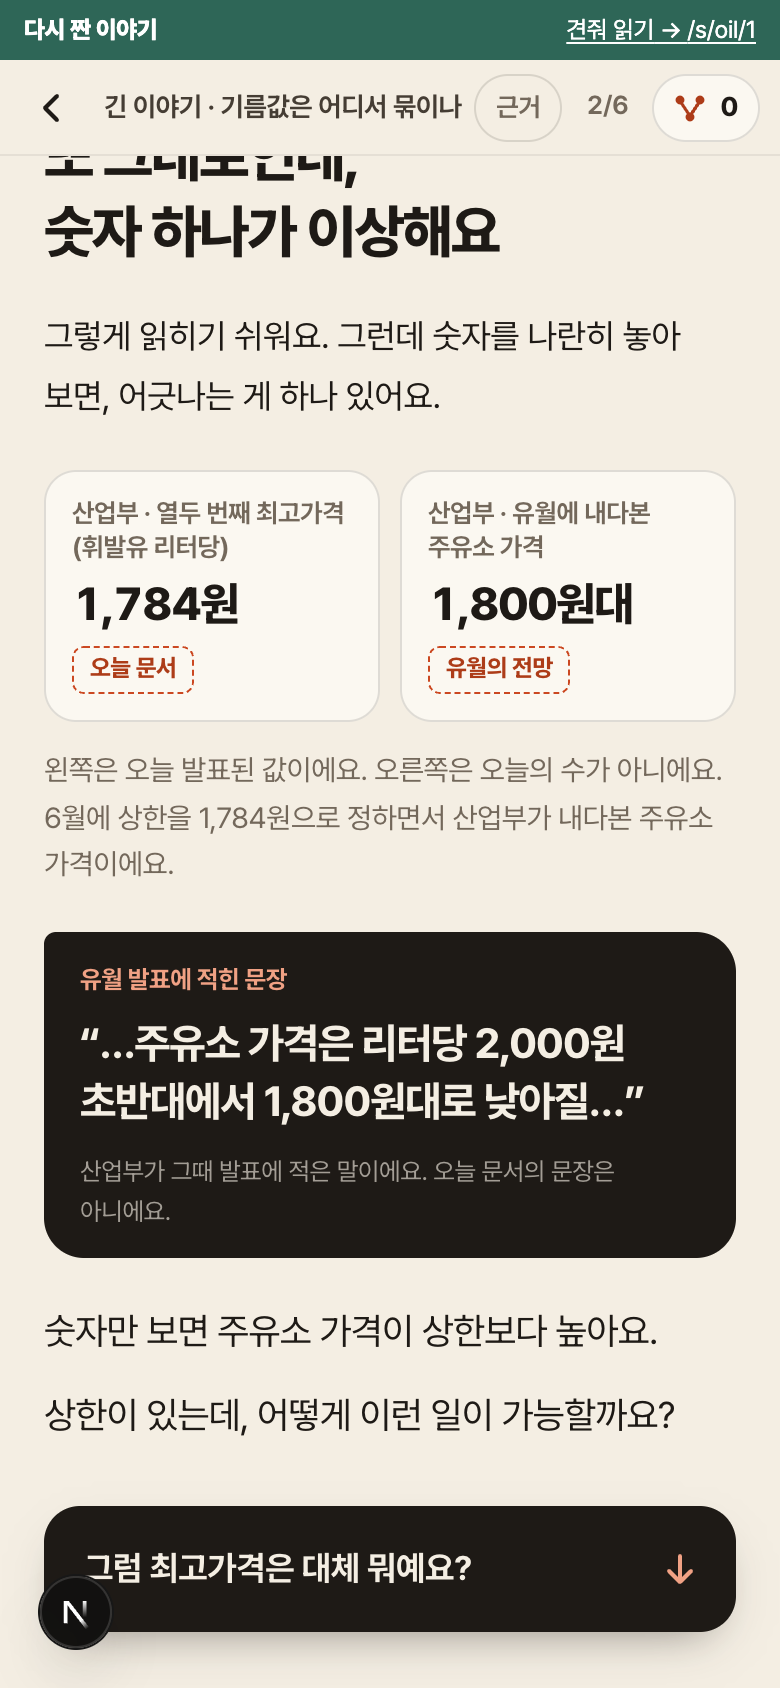 다시 짠 이야기
견줘 읽기 → /s/oil/1
긴 이야기 · 기름값은 어디서 묶이나
근거
2/6
0
또 그대로인데,
숫자 하나가 이상해요
그렇게 읽히기 쉬워요. 그런데 숫자를 나란히 놓아
보면, 어긋나는 게 하나 있어요.
산업부 · 열두 번째 최고가격
(휘발유 리터당)
1,784원
오늘 문서
산업부 · 유월에 내다본
주유소 가격
1,800원대
유월의 전망
왼쪽은 오늘 발표된 값이에요. 오른쪽은 오늘의 수가 아니에요.
6월에 상한을 1,784원으로 정하면서 산업부가 내다본 주유소
가격이에요.
유월 발표에 적힌 문장
“…주유소 가격은 리터당 2,000원
초반대에서 1,800원대로 낮아질…”
산업부가 그때 발표에 적은 말이에요. 오늘 문서의 문장은
아니에요.
숫자만 보면 주유소 가격이 상한보다 높아요.
상한이 있는데, 어떻게 이런 일이 가능할까요?
그럼 최고가격은 대체 뭐예요?
N